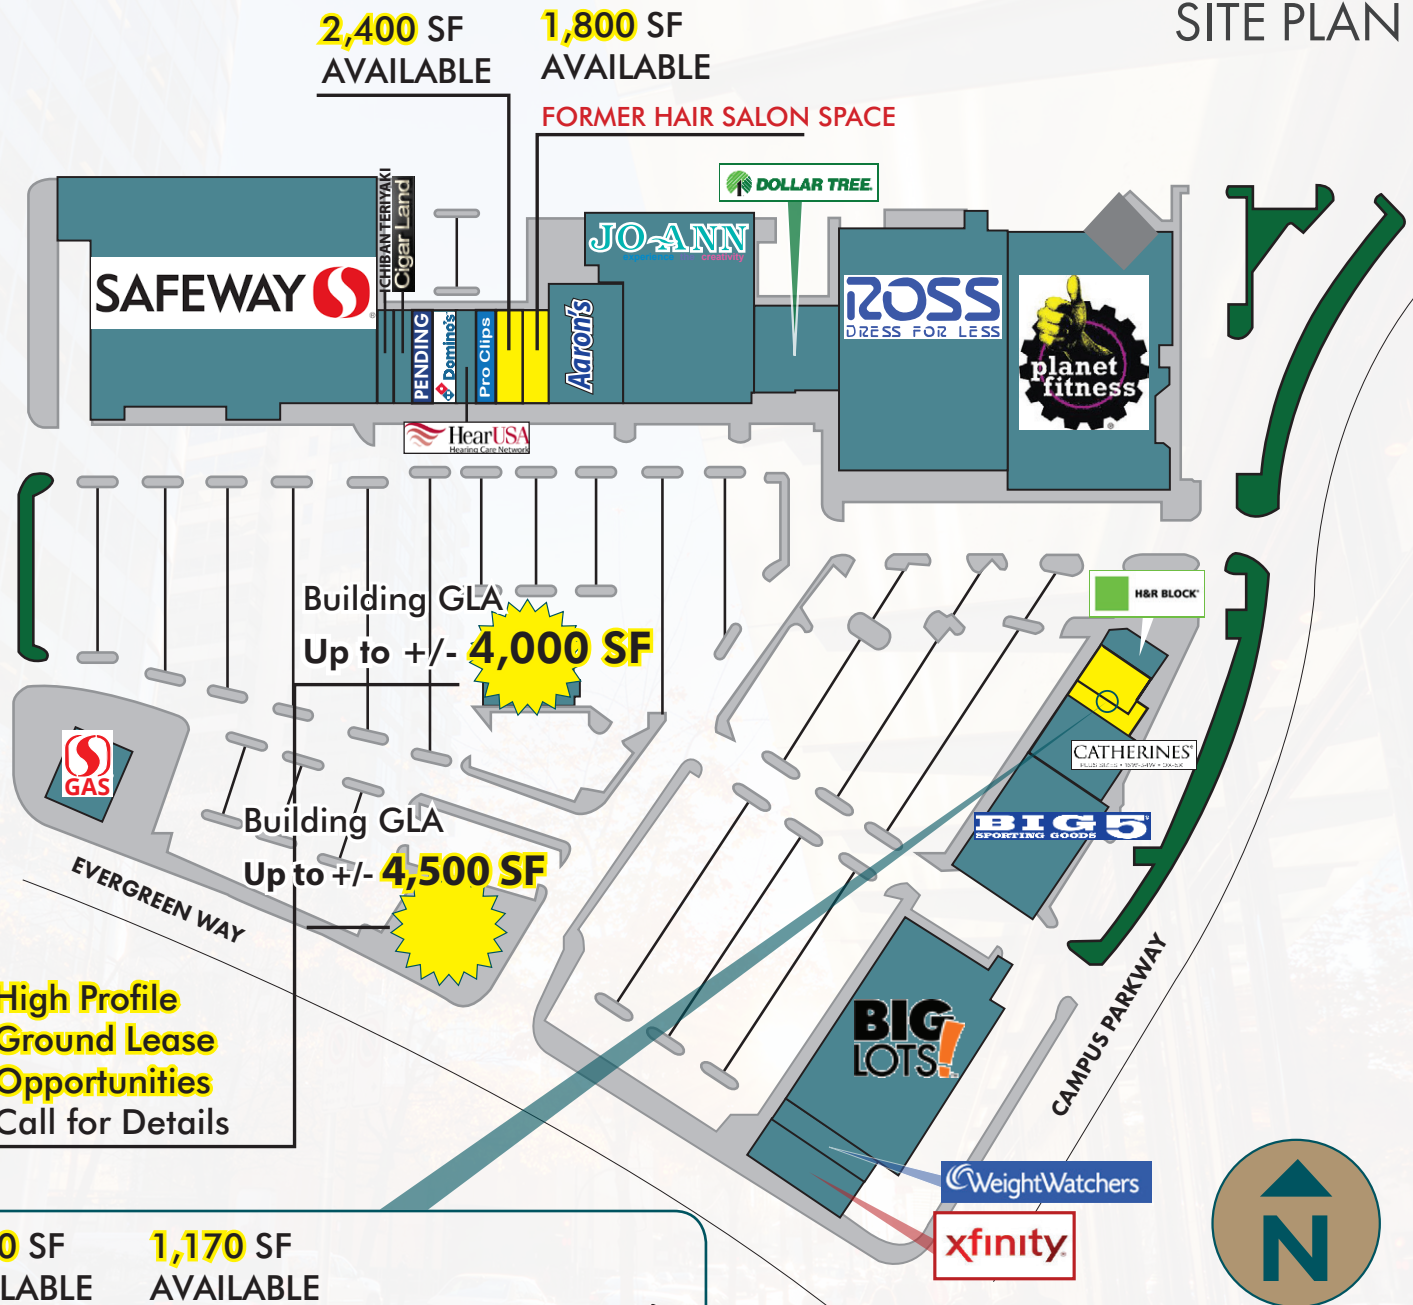 SITE PLAN
2,400 SF
AVAILABLE
1,800 SF
AVAILABLE
FORMER HAIR SALON SPACE
DOLLAR TREE
ICHIBAN TERIYAKI
Cigar Land
SAFEWAY
JO-ANN
experience
creativity
ROSS
DRESS FOR LESS
planet
fitness
PENDING
Domino's
Pro Clips
Aaron's
HearUSA
Hearing Care Network
Building GLA
Up to +/- 4,000 SF
H&R BLOCK
GAS
CATHERINES
BIG 5
SPORTING GOODS
Building GLA
Up to +/- 4,500 SF
EVERGREEN WAY
High Profile
Ground Lease
Opportunities
Call for Details
BIG
LOTS!
CAMPUS PARKWAY
WeightWatchers
xfinity
N
0 SF
LABLE
1,170 SF
AVAILABLE